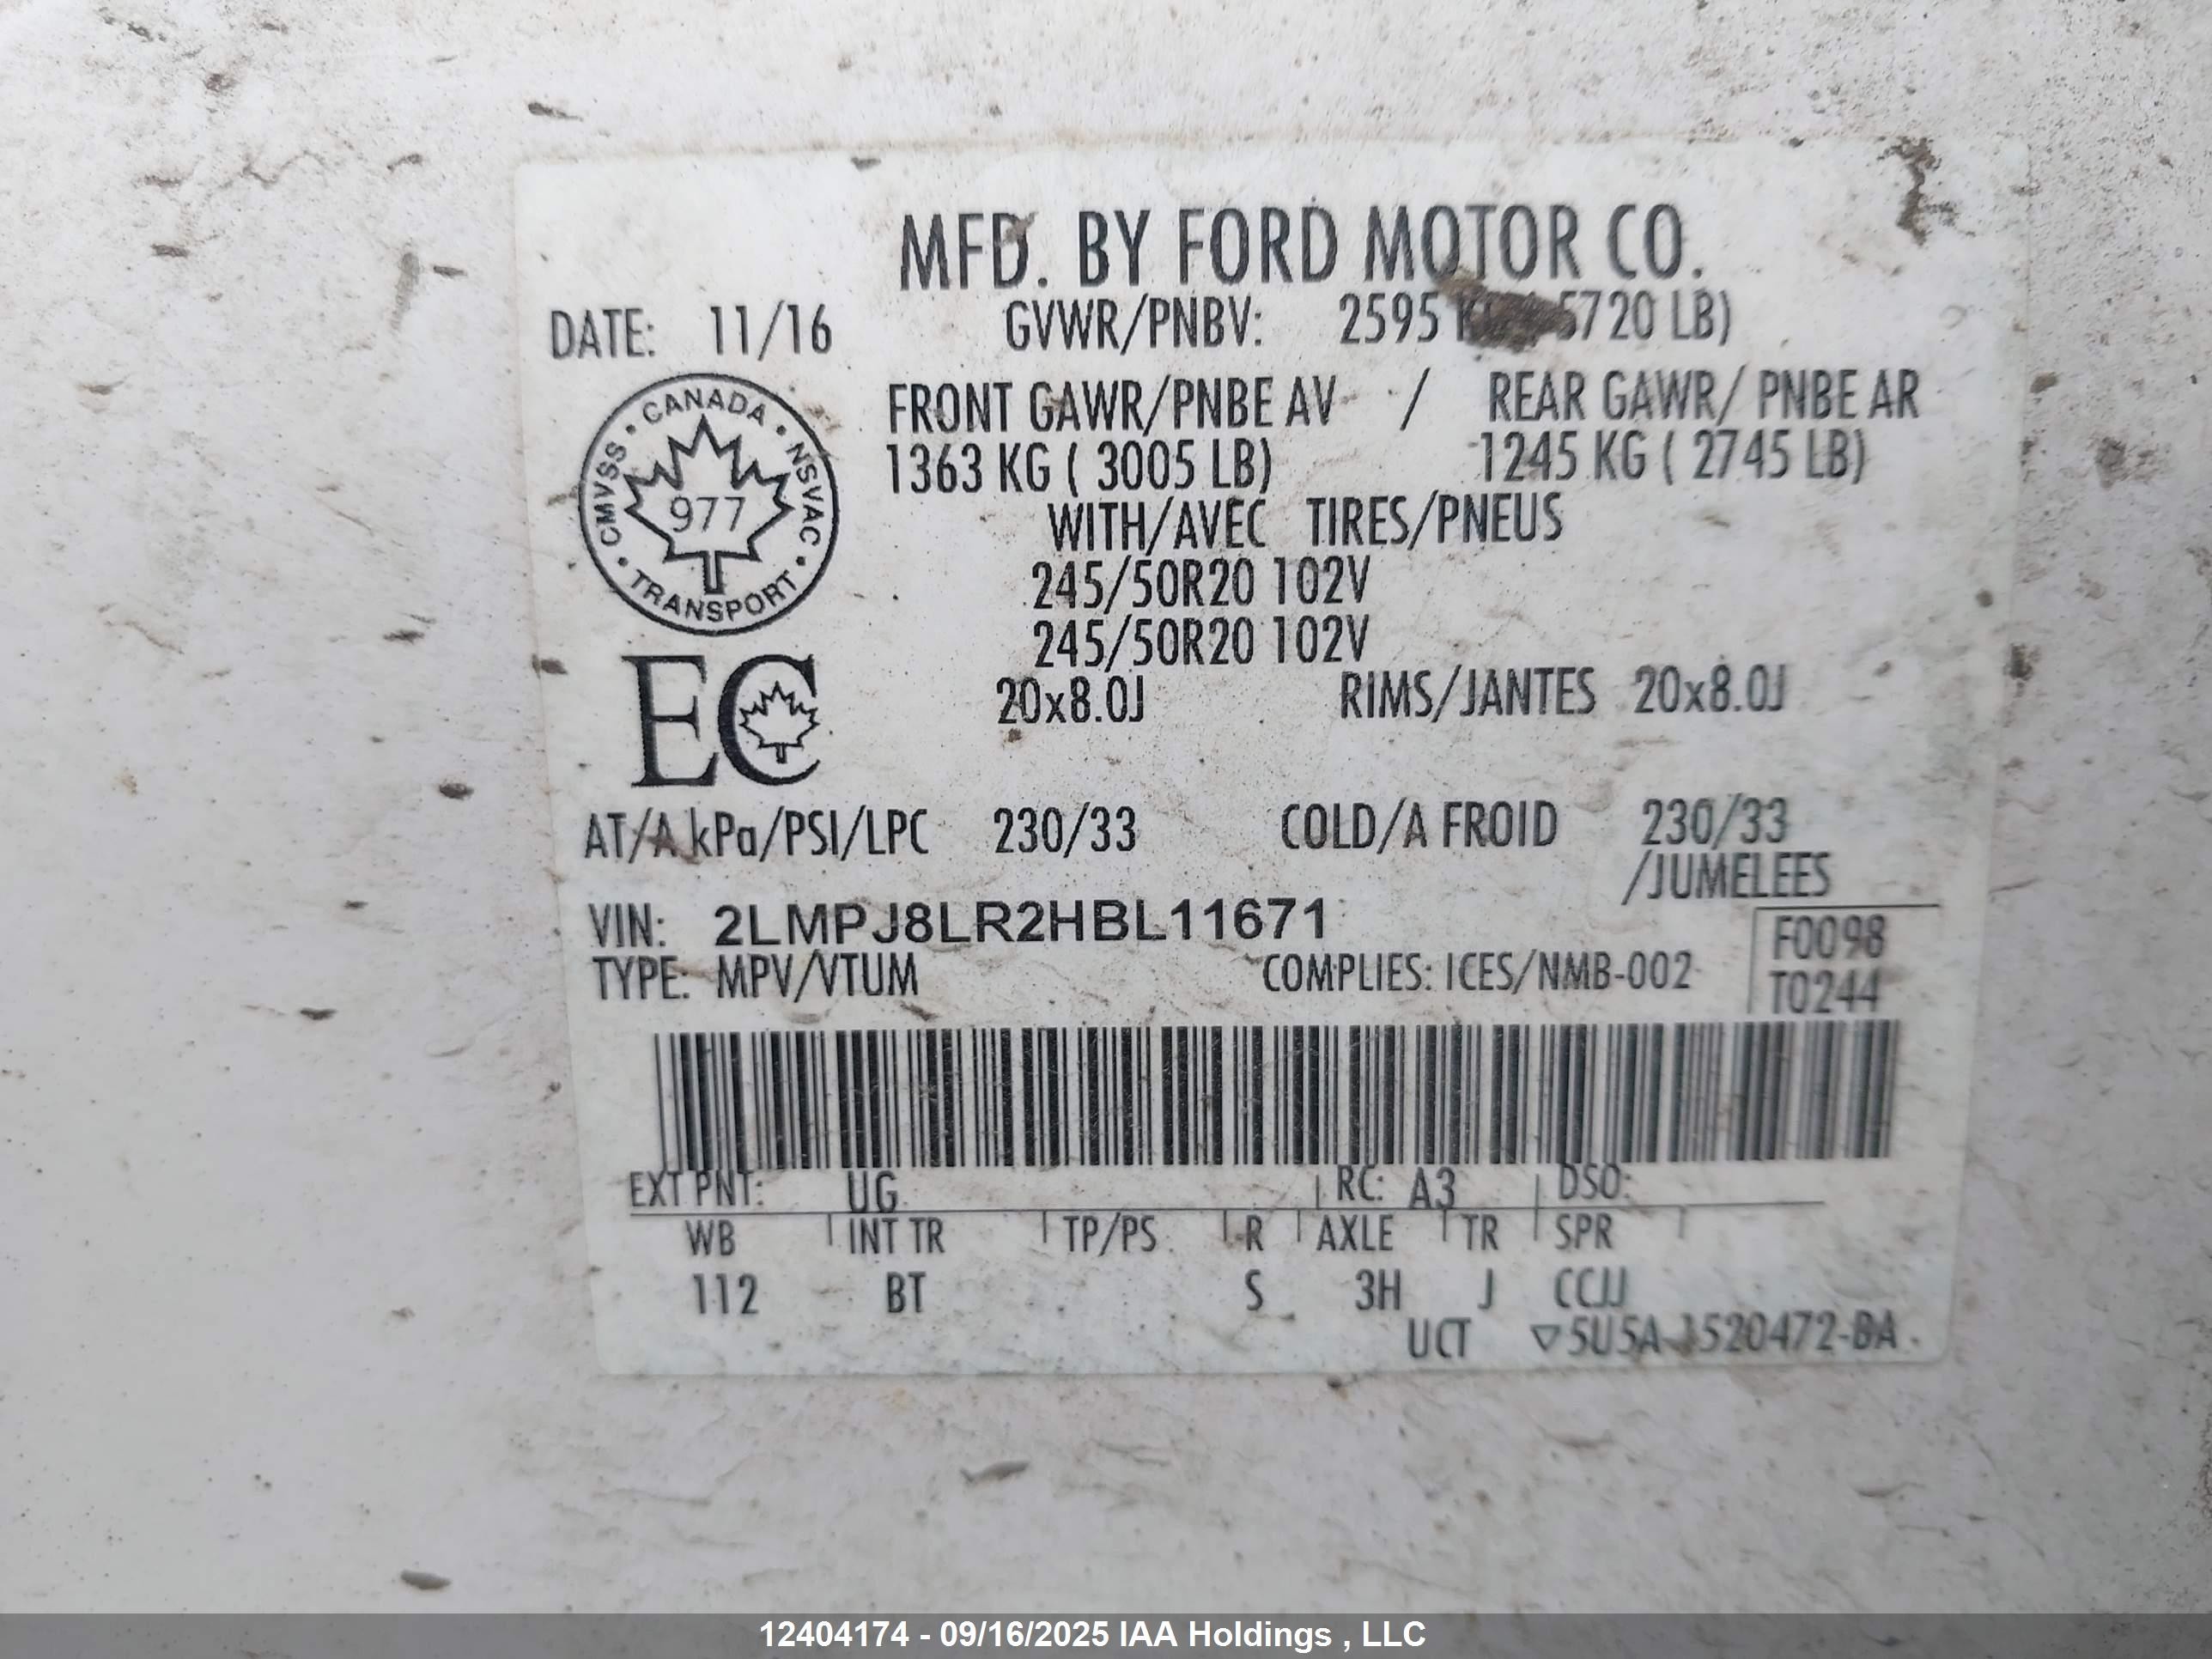 MFD. BY FORD MOTOR CO.
DATE: 11/16 GVWR/PNBV: 2595 5720 LB)
FRONT GAWR/PNBE AV / REAR GAWR/ PNBE AR
1363 KG ( 3005 LB) 1245 KG ( 2745 LB)
WITH/AVEC TIRES/PNEUS
245/50R20 102V
245/50R20 102V
20x8.0J RIMS/JANTES 20x8.0J
CANADA · NSVAC · TRANSPORT · CMVSS ·
977
EC
AT/A kPa/PSI/LPC 230/33 COLD/A FROID 230/33
/JUMELEES
VIN: 2LMPJ8LR2HBL11671
F0098
TYPE: MPV/VTUM COMPLIES: ICES/NMB-002
T0244
EXT PNT: UG RC: A3 DSO:
WB INT TR TP/PS R AXLE TR SPR
112 BT S 3H J CCJJ
UCT ▽5U5A-1520472-BA
12404174 - 09/16/2025 IAA Holdings , LLC